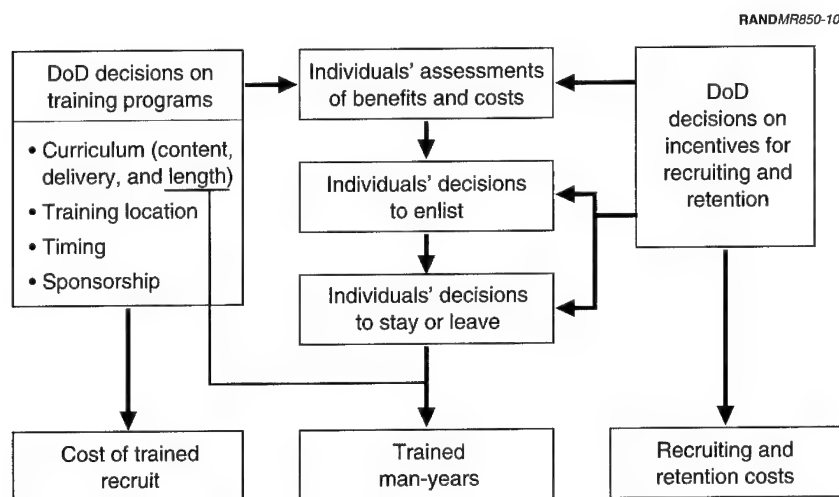 RANDMR850-10
DoD decisions on
training programs
• Curriculum (content,
delivery, and length)
• Training location
• Timing
• Sponsorship
Individuals' assessments
of benefits and costs
Individuals' decisions
to enlist
Individuals' decisions
to stay or leave
DoD
decisions on
incentives for
recruiting and
retention
Cost of trained
recruit
Trained
man-years
Recruiting and
retention costs